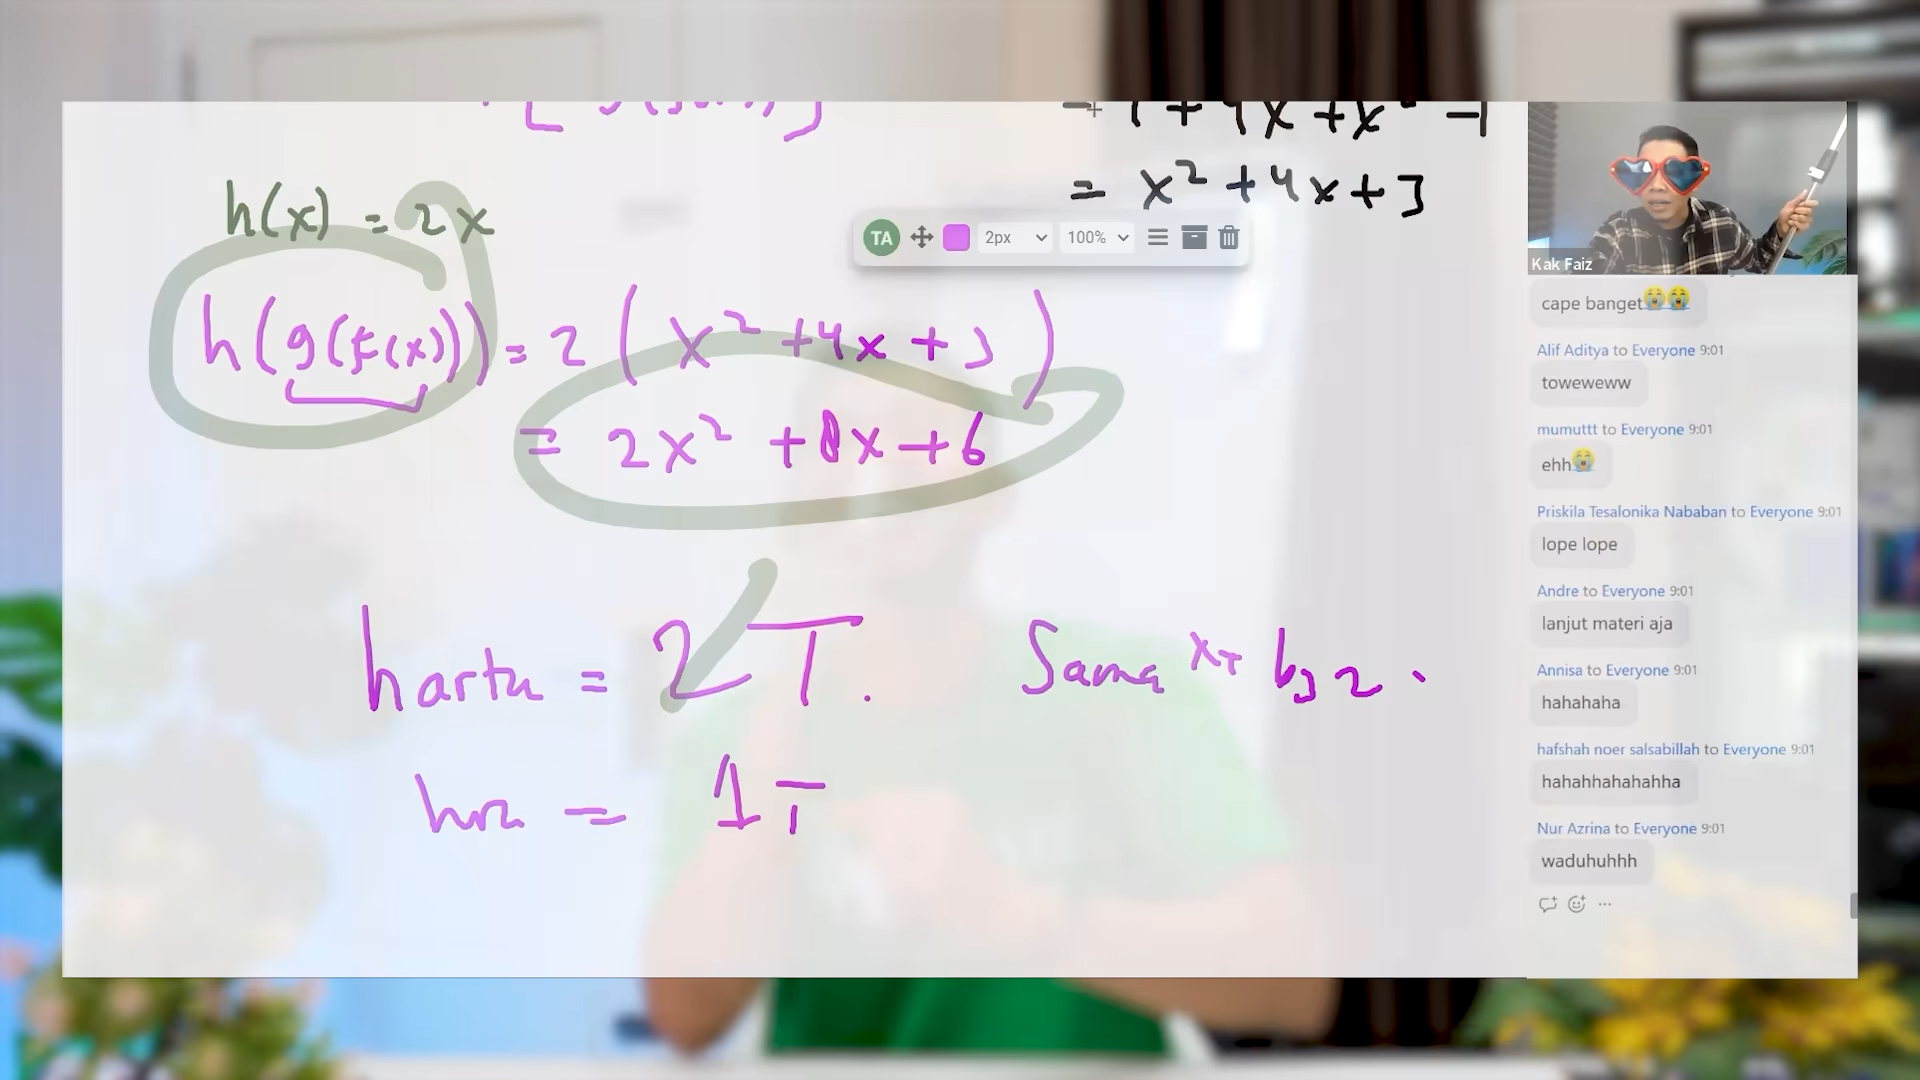 h(x) = 2x
= x² + 4x + 3
h(g(f(x))) = 2(x² + 4x + 3)
= 2x² + 8x + 6
harta = 2T.
Sama x+ by 2.
= 1T
TA 2px 100%
Kak Faiz
cape banget😭😭
Alif Aditya to Everyone 9:01
toweweww
mumuttt to Everyone 9:01
ehh😭
Priskila Tesalonika Nababan to Everyone 9:01
lope lope
Andre to Everyone 9:01
lanjut materi aja
Annisa to Everyone 9:01
hahahaha
hafshah noer salsabillah to Everyone 9:01
hahahhahahahha
Nur Azrina to Everyone 9:01
waduhuhhh